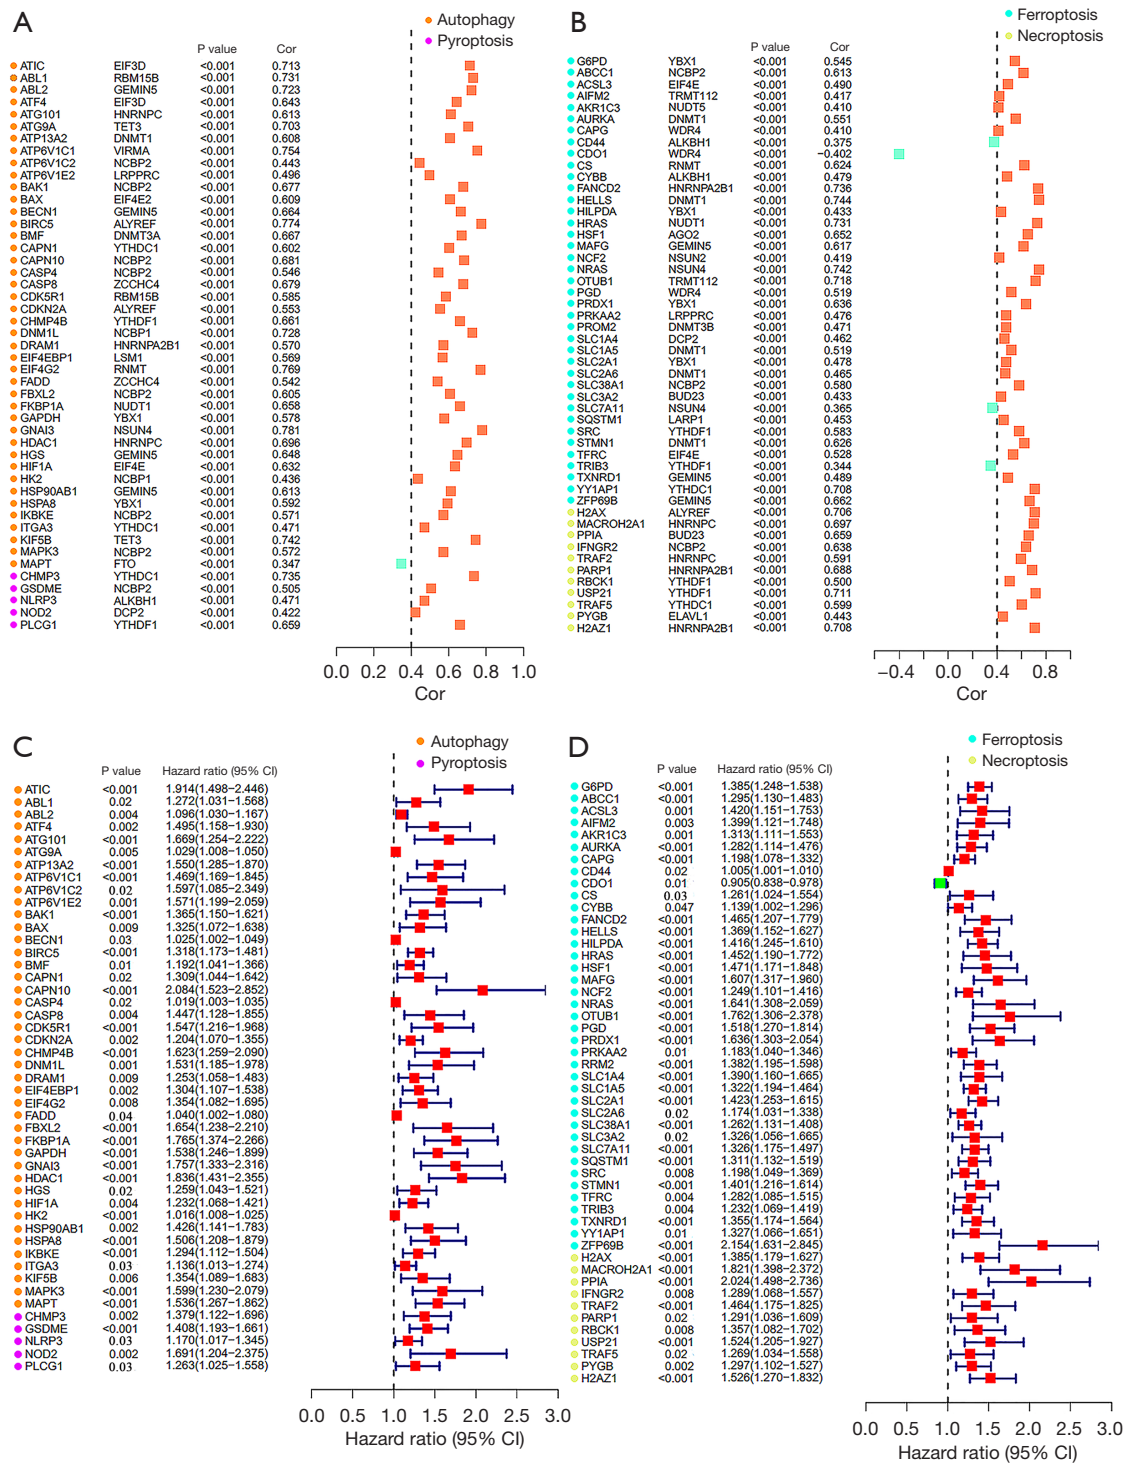 A
Autophagy
Pyroptosis
P value Cor
ATIC EIF3D <0.001 0.713
ABL1 RBM15B <0.001 0.731
ABL2 GEMIN5 <0.001 0.723
ATF4 EIF3D <0.001 0.643
ATG101 HNRNPC <0.001 0.613
ATG9A TET3 <0.001 0.703
ATP13A2 DNMT1 <0.001 0.608
ATP6V1C1 VIRMA <0.001 0.754
ATP6V1C2 NCBP2 <0.001 0.443
ATP6V1E2 LRPPRC <0.001 0.496
BAK1 NCBP2 <0.001 0.677
BAX EIF4E2 <0.001 0.609
BECN1 GEMIN5 <0.001 0.664
BIRC5 ALYREF <0.001 0.774
BMF DNMT3A <0.001 0.667
CAPN1 YTHDC1 <0.001 0.602
CAPN10 NCBP2 <0.001 0.681
CASP4 NCBP2 <0.001 0.546
CASP8 ZCCHC4 <0.001 0.679
CDK5R1 RBM15B <0.001 0.585
CDKN2A ALYREF <0.001 0.553
CHMP4B YTHDF1 <0.001 0.661
DNM1L NCBP1 <0.001 0.728
DRAM1 HNRNPA2B1 <0.001 0.570
EIF4EBP1 LSM1 <0.001 0.569
EIF4G2 RNMT <0.001 0.769
FADD ZCCHC4 <0.001 0.542
FBXL2 NCBP2 <0.001 0.605
FKBP1A NUDT1 <0.001 0.658
GAPDH YBX1 <0.001 0.578
GNAI3 NSUN4 <0.001 0.781
HDAC1 HNRNPC <0.001 0.696
HGS GEMIN5 <0.001 0.648
HIF1A EIF4E <0.001 0.632
HK2 NCBP1 <0.001 0.436
HSP90AB1 GEMIN5 <0.001 0.613
HSPA8 YBX1 <0.001 0.592
IKBKE NCBP2 <0.001 0.571
ITGA3 YTHDC1 <0.001 0.471
KIF5B TET3 <0.001 0.742
MAPK3 NCBP2 <0.001 0.572
MAPT FTO <0.001 0.347
CHMP3 YTHDC1 <0.001 0.735
GSDME NCBP2 <0.001 0.505
NLRP3 ALKBH1 <0.001 0.471
NOD2 DCP2 <0.001 0.422
PLCG1 YTHDF1 <0.001 0.659
0.0 0.2 0.4 0.6 0.8 1.0
Cor
B
Ferroptosis
Necroptosis
P value Cor
G6PD YBX1 <0.001 0.545
ABCC1 NCBP2 <0.001 0.613
ACSL3 EIF4E <0.001 0.490
AIFM2 TRMT112 <0.001 0.417
AKR1C3 NUDT5 <0.001 0.410
AURKA DNMT1 <0.001 0.551
CAPG WDR4 <0.001 0.410
CD44 ALKBH1 <0.001 0.375
CDO1 WDR4 <0.001 −0.402
CS RNMT <0.001 0.624
CYBB ALKBH1 <0.001 0.479
FANCD2 HNRNPA2B1 <0.001 0.736
HELLS DNMT1 <0.001 0.744
HILPDA YBX1 <0.001 0.433
HRAS NUDT1 <0.001 0.731
HSF1 AGO2 <0.001 0.652
MAFG GEMIN5 <0.001 0.617
NCF2 NSUN2 <0.001 0.419
NRAS NSUN4 <0.001 0.742
OTUB1 TRMT112 <0.001 0.718
PGD WDR4 <0.001 0.519
PRDX1 YBX1 <0.001 0.636
PRKAA2 LRPPRC <0.001 0.476
PROM2 DNMT3B <0.001 0.471
SLC1A4 DCP2 <0.001 0.462
SLC1A5 DNMT1 <0.001 0.519
SLC2A1 YBX1 <0.001 0.478
SLC2A6 DNMT1 <0.001 0.465
SLC38A1 NCBP2 <0.001 0.580
SLC3A2 BUD23 <0.001 0.433
SLC7A11 NSUN4 <0.001 0.365
SQSTM1 LARP1 <0.001 0.453
SRC YTHDF1 <0.001 0.583
STMN1 DNMT1 <0.001 0.626
TFRC EIF4E <0.001 0.528
TRIB3 YTHDF1 <0.001 0.344
TXNRD1 GEMIN5 <0.001 0.489
YY1AP1 YTHDC1 <0.001 0.708
ZFP69B GEMIN5 <0.001 0.662
H2AX ALYREF <0.001 0.706
MACROH2A1 HNRNPC <0.001 0.697
PPIA BUD23 <0.001 0.659
IFNGR2 NCBP2 <0.001 0.638
TRAF2 HNRNPC <0.001 0.591
PARP1 HNRNPA2B1 <0.001 0.688
RBCK1 YTHDF1 <0.001 0.500
USP21 YTHDF1 <0.001 0.711
TRAF5 YTHDC1 <0.001 0.599
PYGB ELAVL1 <0.001 0.443
H2AZ1 HNRNPA2B1 <0.001 0.708
−0.4 0.0 0.4 0.8
Cor
C
Autophagy
Pyroptosis
P value Hazard ratio (95% CI)
ATIC <0.001 1.914(1.498−2.446)
ABL1 0.02 1.272(1.031−1.568)
ABL2 0.004 1.096(1.030−1.167)
ATF4 0.002 1.495(1.158−1.930)
ATG101 <0.001 1.669(1.254−2.222)
ATG9A 0.005 1.029(1.008−1.050)
ATP13A2 <0.001 1.550(1.285−1.870)
ATP6V1C1 <0.001 1.469(1.169−1.845)
ATP6V1C2 0.02 1.597(1.085−2.349)
ATP6V1E2 0.001 1.571(1.199−2.059)
BAK1 <0.001 1.365(1.150−1.621)
BAX 0.009 1.325(1.072−1.638)
BECN1 0.03 1.025(1.002−1.049)
BIRC5 <0.001 1.318(1.173−1.481)
BMF 0.01 1.192(1.041−1.366)
CAPN1 0.02 1.309(1.044−1.642)
CAPN10 <0.001 2.084(1.523−2.852)
CASP4 0.02 1.019(1.003−1.035)
CASP8 0.004 1.447(1.128−1.855)
CDK5R1 <0.001 1.547(1.216−1.968)
CDKN2A 0.002 1.204(1.070−1.355)
CHMP4B <0.001 1.623(1.259−2.090)
DNM1L 0.001 1.531(1.185−1.978)
DRAM1 0.009 1.253(1.058−1.483)
EIF4EBP1 0.002 1.304(1.107−1.538)
EIF4G2 0.008 1.354(1.082−1.695)
FADD 0.04 1.040(1.002−1.080)
FBXL2 <0.001 1.654(1.238−2.210)
FKBP1A <0.001 1.765(1.374−2.266)
GAPDH <0.001 1.538(1.246−1.899)
GNAI3 <0.001 1.757(1.333−2.316)
HDAC1 <0.001 1.836(1.431−2.355)
HGS 0.02 1.259(1.043−1.521)
HIF1A 0.004 1.232(1.068−1.421)
HK2 <0.001 1.016(1.008−1.025)
HSP90AB1 0.002 1.426(1.141−1.783)
HSPA8 <0.001 1.506(1.208−1.879)
IKBKE <0.001 1.294(1.112−1.504)
ITGA3 0.03 1.136(1.013−1.274)
KIF5B 0.006 1.354(1.089−1.683)
MAPK3 <0.001 1.599(1.230−2.079)
MAPT <0.001 1.536(1.267−1.862)
CHMP3 0.002 1.379(1.122−1.696)
GSDME <0.001 1.408(1.193−1.661)
NLRP3 0.03 1.170(1.017−1.345)
NOD2 0.002 1.691(1.204−2.375)
PLCG1 0.03 1.263(1.025−1.558)
0.0 0.5 1.0 1.5 2.0 2.5 3.0
Hazard ratio (95% CI)
D
Ferroptosis
Necroptosis
P value Hazard ratio (95% CI)
G6PD <0.001 1.385(1.248−1.538)
ABCC1 <0.001 1.295(1.130−1.483)
ACSL3 <0.001 1.420(1.151−1.753)
AIFM2 0.003 1.399(1.121−1.748)
AKR1C3 <0.001 1.313(1.111−1.553)
AURKA <0.001 1.282(1.114−1.476)
CAPG <0.001 1.198(1.078−1.332)
CD44 0.02 1.005(1.001−1.010)
CDO1 0.01 0.905(0.838−0.978)
CS 0.03 1.261(1.024−1.554)
CYBB 0.047 1.139(1.002−1.296)
FANCD2 <0.001 1.465(1.207−1.779)
HELLS <0.001 1.369(1.152−1.627)
HILPDA <0.001 1.416(1.245−1.610)
HRAS <0.001 1.452(1.190−1.772)
HSF1 <0.001 1.471(1.171−1.848)
MAFG <0.001 1.607(1.317−1.960)
NCF2 <0.001 1.249(1.101−1.416)
NRAS <0.001 1.641(1.308−2.059)
OTUB1 <0.001 1.762(1.306−2.378)
PGD <0.001 1.518(1.270−1.814)
PRDX1 <0.001 1.636(1.303−2.054)
PRKAA2 0.01 1.183(1.040−1.346)
RRM2 <0.001 1.382(1.195−1.598)
SLC1A4 <0.001 1.390(1.160−1.665)
SLC1A5 <0.001 1.322(1.194−1.464)
SLC2A1 <0.001 1.423(1.253−1.615)
SLC2A6 0.02 1.174(1.031−1.338)
SLC38A1 <0.001 1.262(1.131−1.408)
SLC3A2 0.02 1.326(1.056−1.665)
SLC7A11 <0.001 1.326(1.175−1.497)
SQSTM1 <0.001 1.311(1.132−1.519)
SRC 0.008 1.198(1.049−1.369)
STMN1 <0.001 1.401(1.216−1.614)
TFRC 0.004 1.282(1.085−1.515)
TRIB3 0.004 1.232(1.069−1.419)
TXNRD1 <0.001 1.355(1.174−1.564)
YY1AP1 0.01 1.327(1.066−1.651)
ZFP69B <0.001 2.154(1.631−2.845)
H2AX <0.001 1.385(1.179−1.627)
MACROH2A1 <0.001 1.821(1.398−2.372)
PPIA <0.001 2.024(1.498−2.736)
IFNGR2 0.008 1.289(1.068−1.557)
TRAF2 <0.001 1.464(1.175−1.825)
PARP1 0.02 1.291(1.036−1.609)
RBCK1 0.008 1.357(1.082−1.702)
USP21 <0.001 1.524(1.205−1.927)
TRAF5 0.02 1.269(1.034−1.558)
PYGB 0.002 1.297(1.102−1.527)
H2AZ1 <0.001 1.526(1.270−1.832)
0.0 0.5 1.0 1.5 2.0 2.5 3.0
Hazard ratio (95% CI)